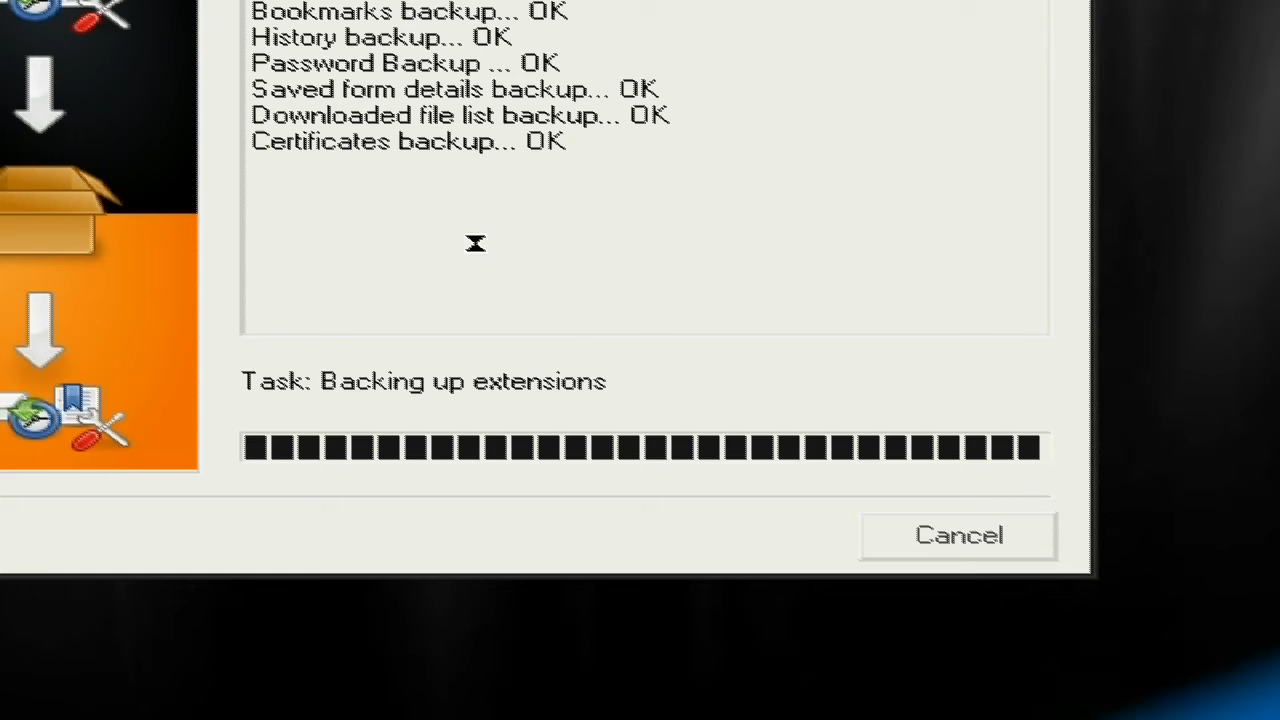 Bookmarks backup... OK
History backup... OK
Password Backup ... OK
Saved form details backup... OK
Downloaded file list backup... OK
Certificates backup... OK
Task: Backing up extensions
Cancel